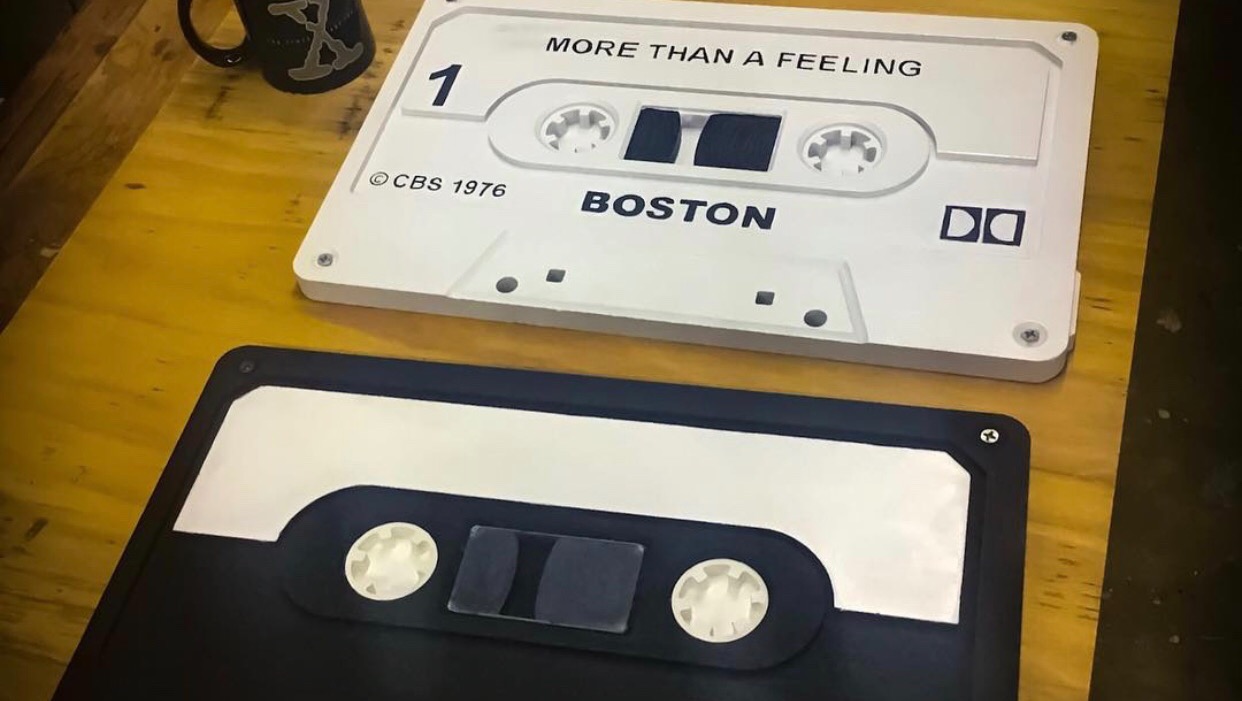 MORE THAN A FEELING
1
© CBS 1976
BOSTON